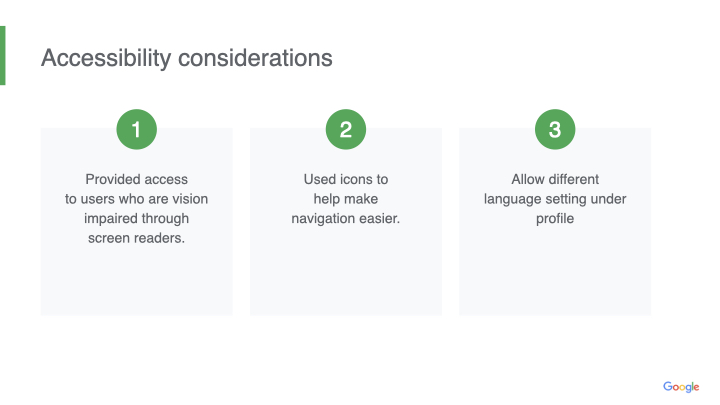 Accessibility considerations
1
Provided access
to users who are vision
impaired through
screen readers.
2
Used icons to
help make
navigation easier.
3
Allow different
language setting under
profile
Google